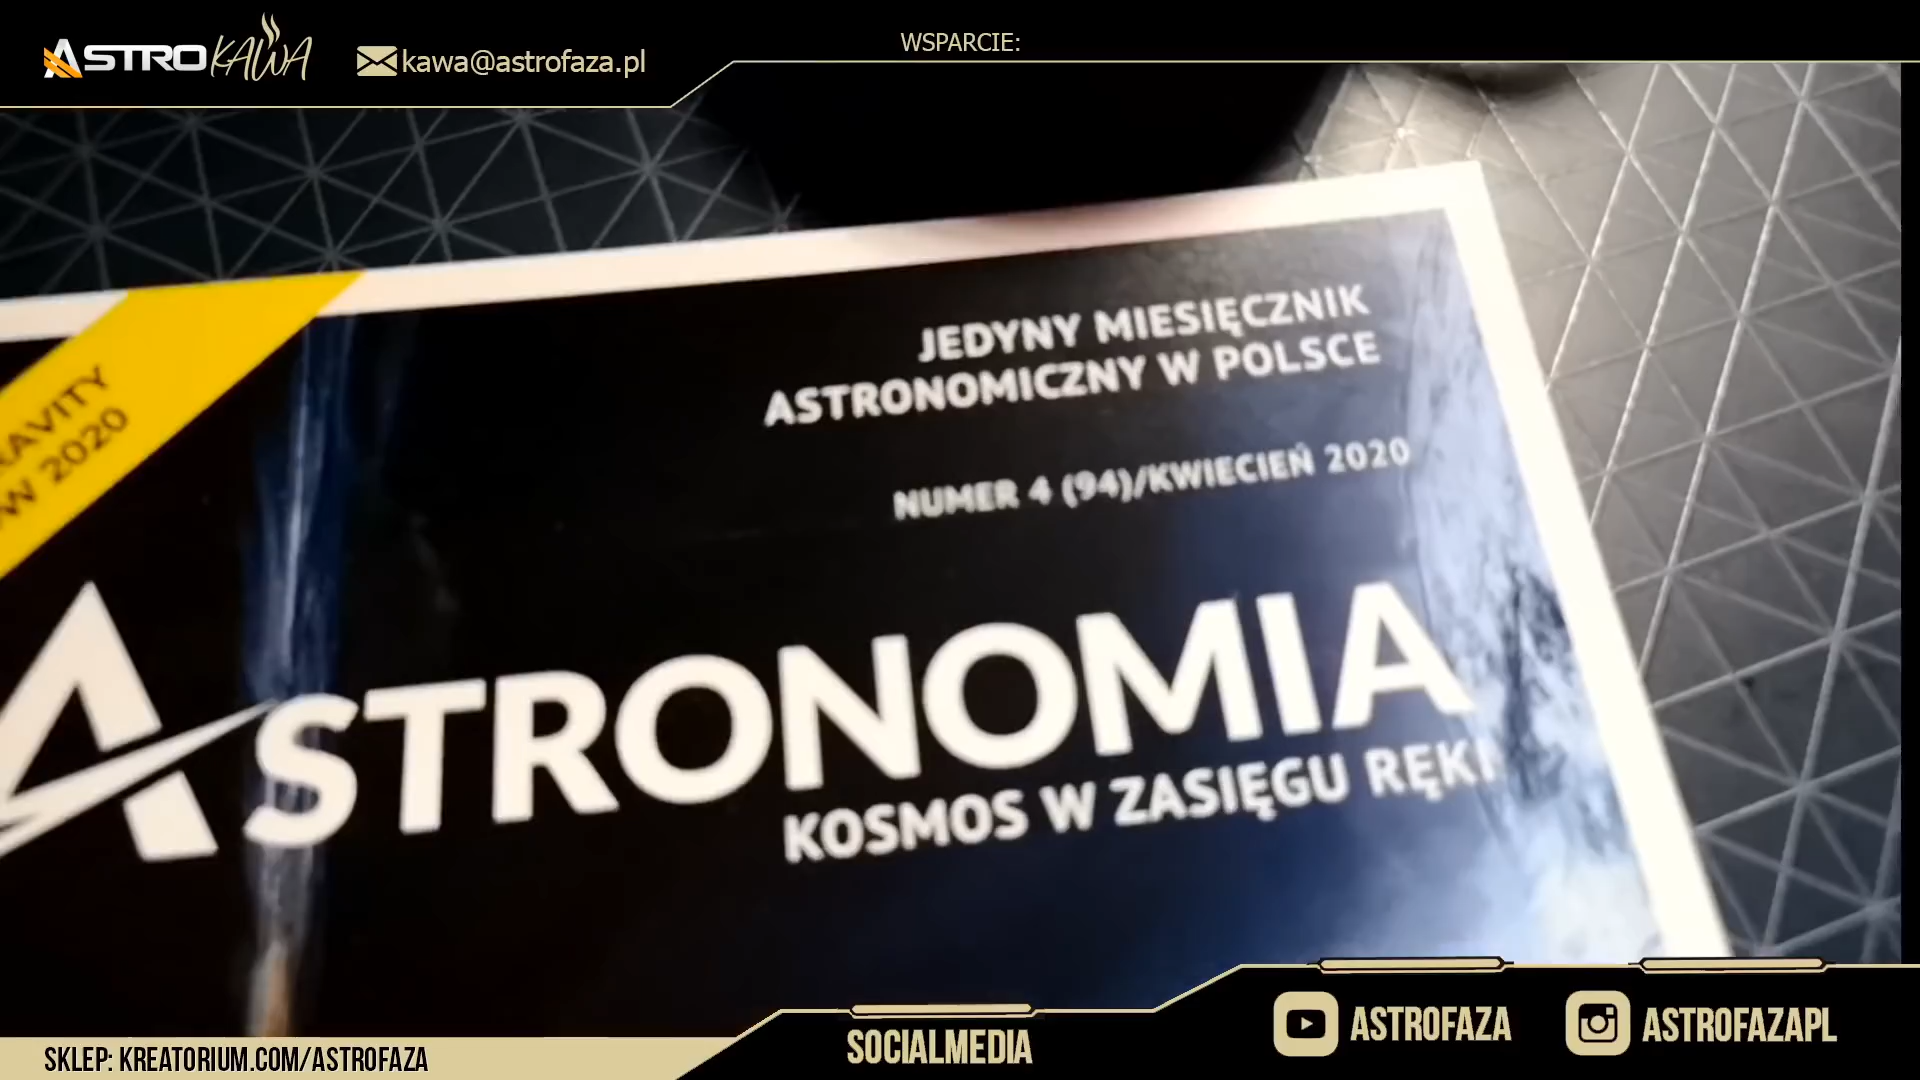 ASTRO KAWA
kawa@astrofaza.pl
WSPARCIE:
JEDYNY MIESIĘCZNIK
ASTRONOMICZNY W POLSCE
NUMER 4 (94)/KWIECIEŃ 2020
2020
ASTRONOMIA
KOSMOS W ZASIĘGU RĘKI
SKLEP: KREATORIUM.COM/ASTROFAZA
SOCIALMEDIA
ASTROFAZA
ASTROFAZAPL